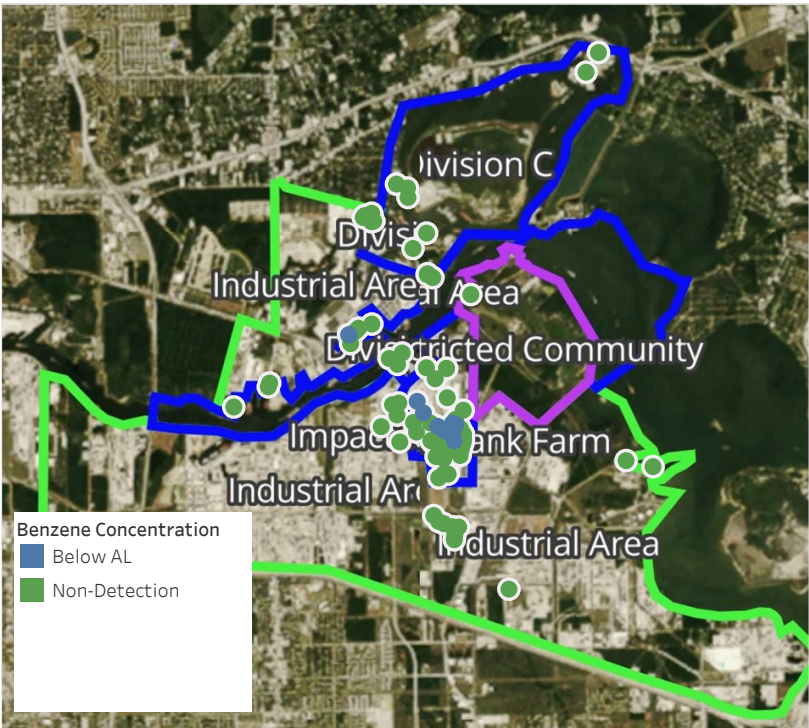 Division C
Divisi
Industrial Area
Area
Divis
tricted Community
Impac
ank Farm
Industrial Are
Industrial Area
Benzene Concentration
Below AL
Non-Detection